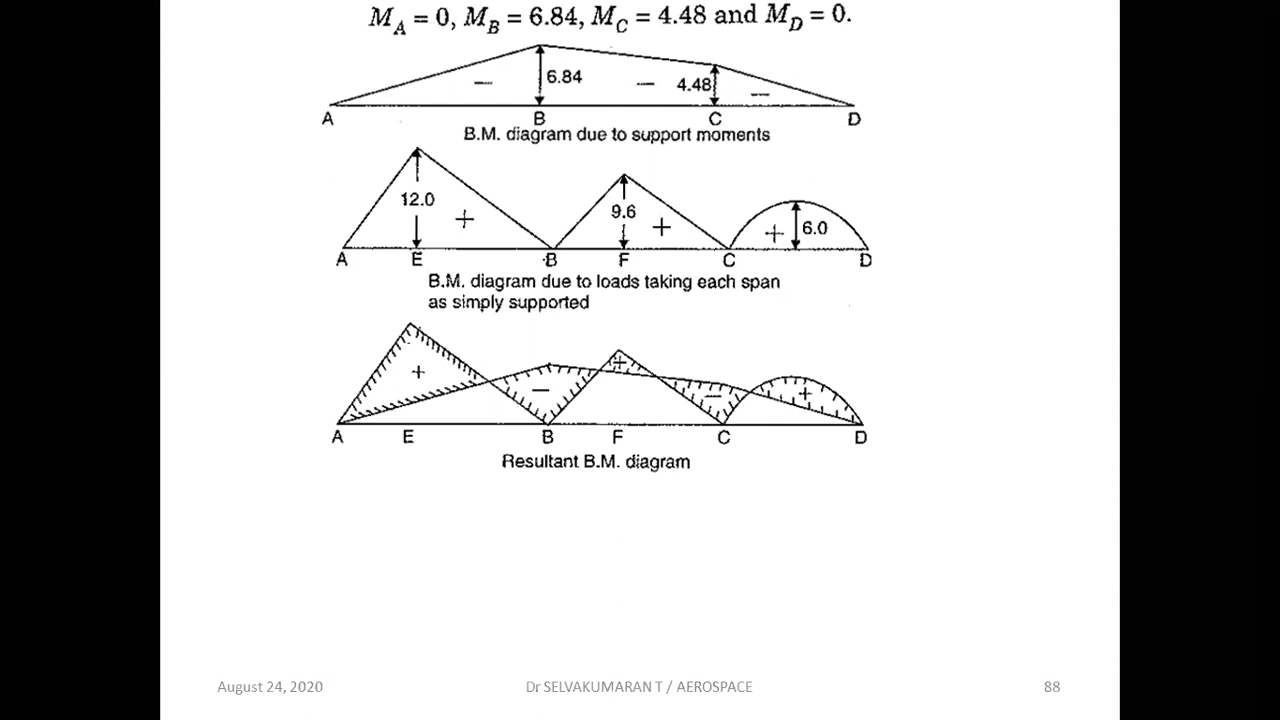 M_A = 0, M_B = 6.84, M_C = 4.48 and M_D = 0.
6.84
4.48
A B C D
B.M. diagram due to support moments
12.0
9.6
6.0
A E B F C D
B.M. diagram due to loads taking each span
as simply supported
A E B F C D
Resultant B.M. diagram
August 24, 2020
Dr SELVAKUMARAN T / AEROSPACE
88